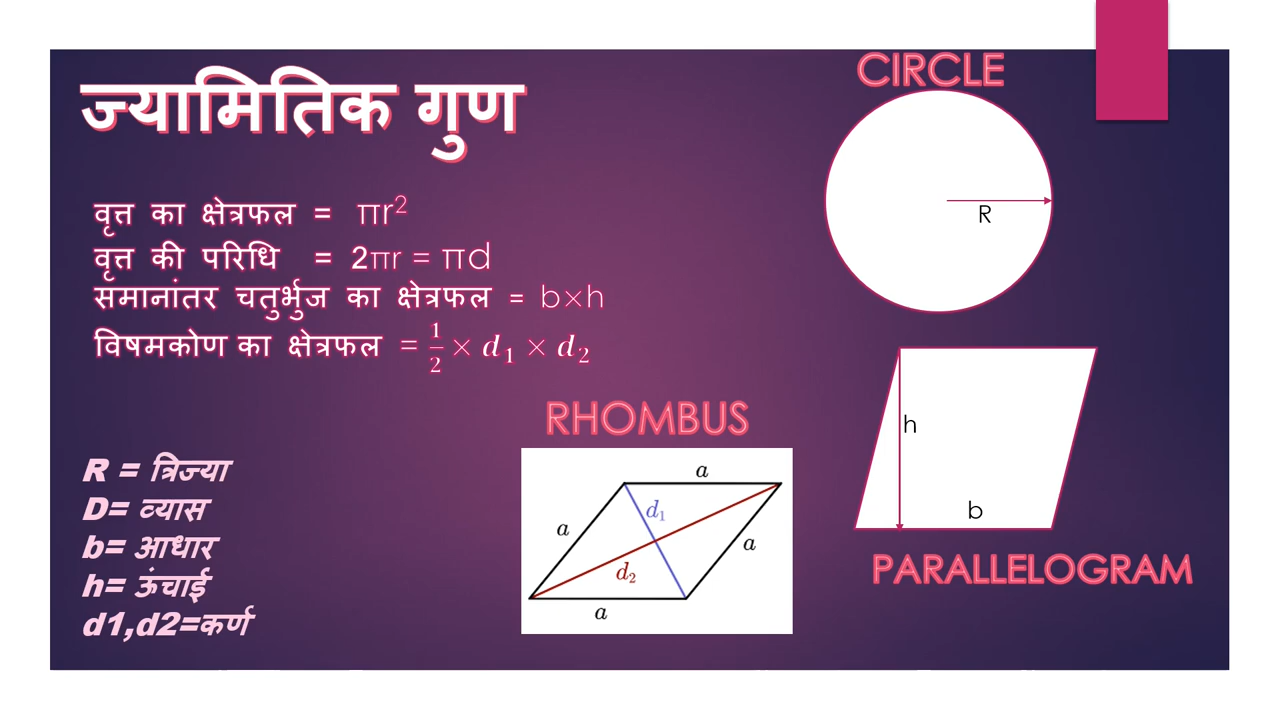 ज्यामितिक गुण
वृत्त का क्षेत्रफल = πr²
वृत्त की परिधि = 2πr = πd
समानांतर चतुर्भुज का क्षेत्रफल = b×h
विषमकोण का क्षेत्रफल = 1/2 × d₁ × d₂
R = त्रिज्या
D= व्यास
b= आधार
h= ऊंचाई
d1,d2=कर्ण
CIRCLE
R
RHOMBUS
a
a
d₁
a
d₂
a
h
b
PARALLELOGRAM